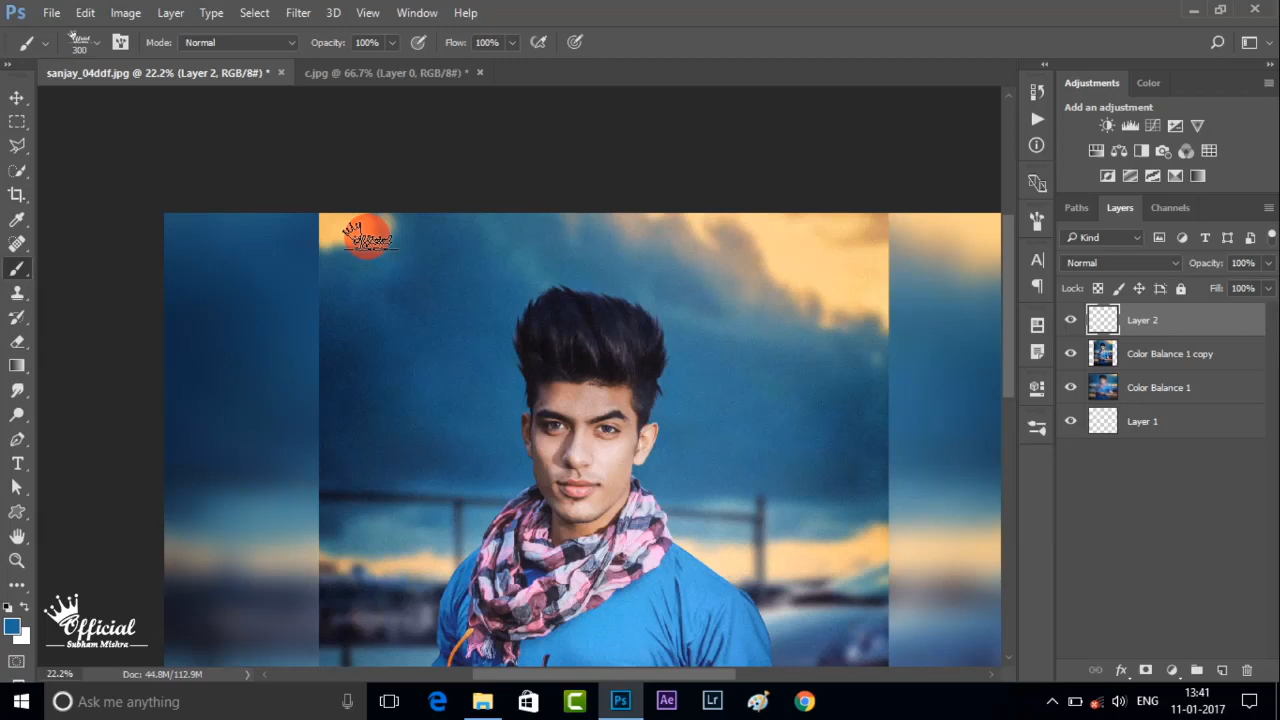 Ps File Edit Image Layer Type Select Filter 3D View Window Help
300 Mode: Normal Opacity: 100% Flow: 100%
sanjay_04ddf.jpg @ 22.2% (Layer 2, RGB/8#) * × c.jpg @ 66.7% (Layer 0, RGB/8#) * ×
Adjustments Color
Add an adjustment
Paths Layers Channels
Kind
Normal Opacity: 100%
Lock: Fill: 100%
Layer 2
Color Balance 1 copy
Color Balance 1
Layer 1
Official
Official
Subham Mishra
22.2% Doc: 44.8M/112.9M
Ask me anything
Ps Ae Lr
ENG
13:41
11-01-2017